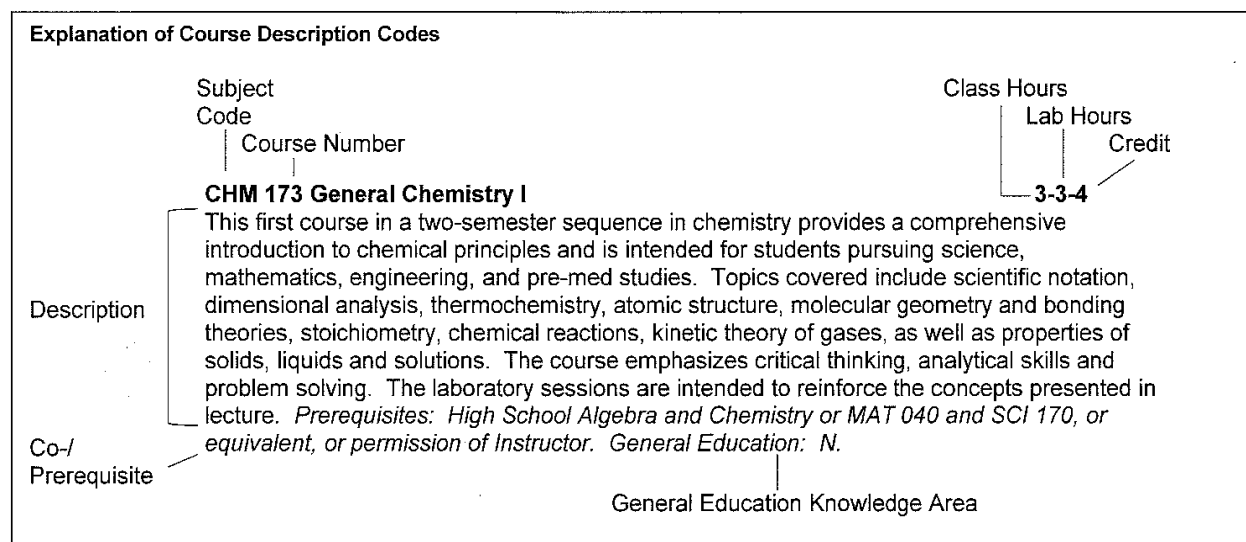 Explanation of Course Description Codes
Subject
Code
Course Number
Class Hours
Lab Hours
Credit
CHM 173 General Chemistry I
3-3-4
This first course in a two-semester sequence in chemistry provides a comprehensive
introduction to chemical principles and is intended for students pursuing science,
mathematics, engineering, and pre-med studies. Topics covered include scientific notation,
dimensional analysis, thermochemistry, atomic structure, molecular geometry and bonding
theories, stoichiometry, chemical reactions, kinetic theory of gases, as well as properties of
solids, liquids and solutions. The course emphasizes critical thinking, analytical skills and
problem solving. The laboratory sessions are intended to reinforce the concepts presented in
lecture. Prerequisites: High School Algebra and Chemistry or MAT 040 and SCI 170, or
equivalent, or permission of Instructor. General Education: N.
Description
Co-/
Prerequisite
General Education Knowledge Area